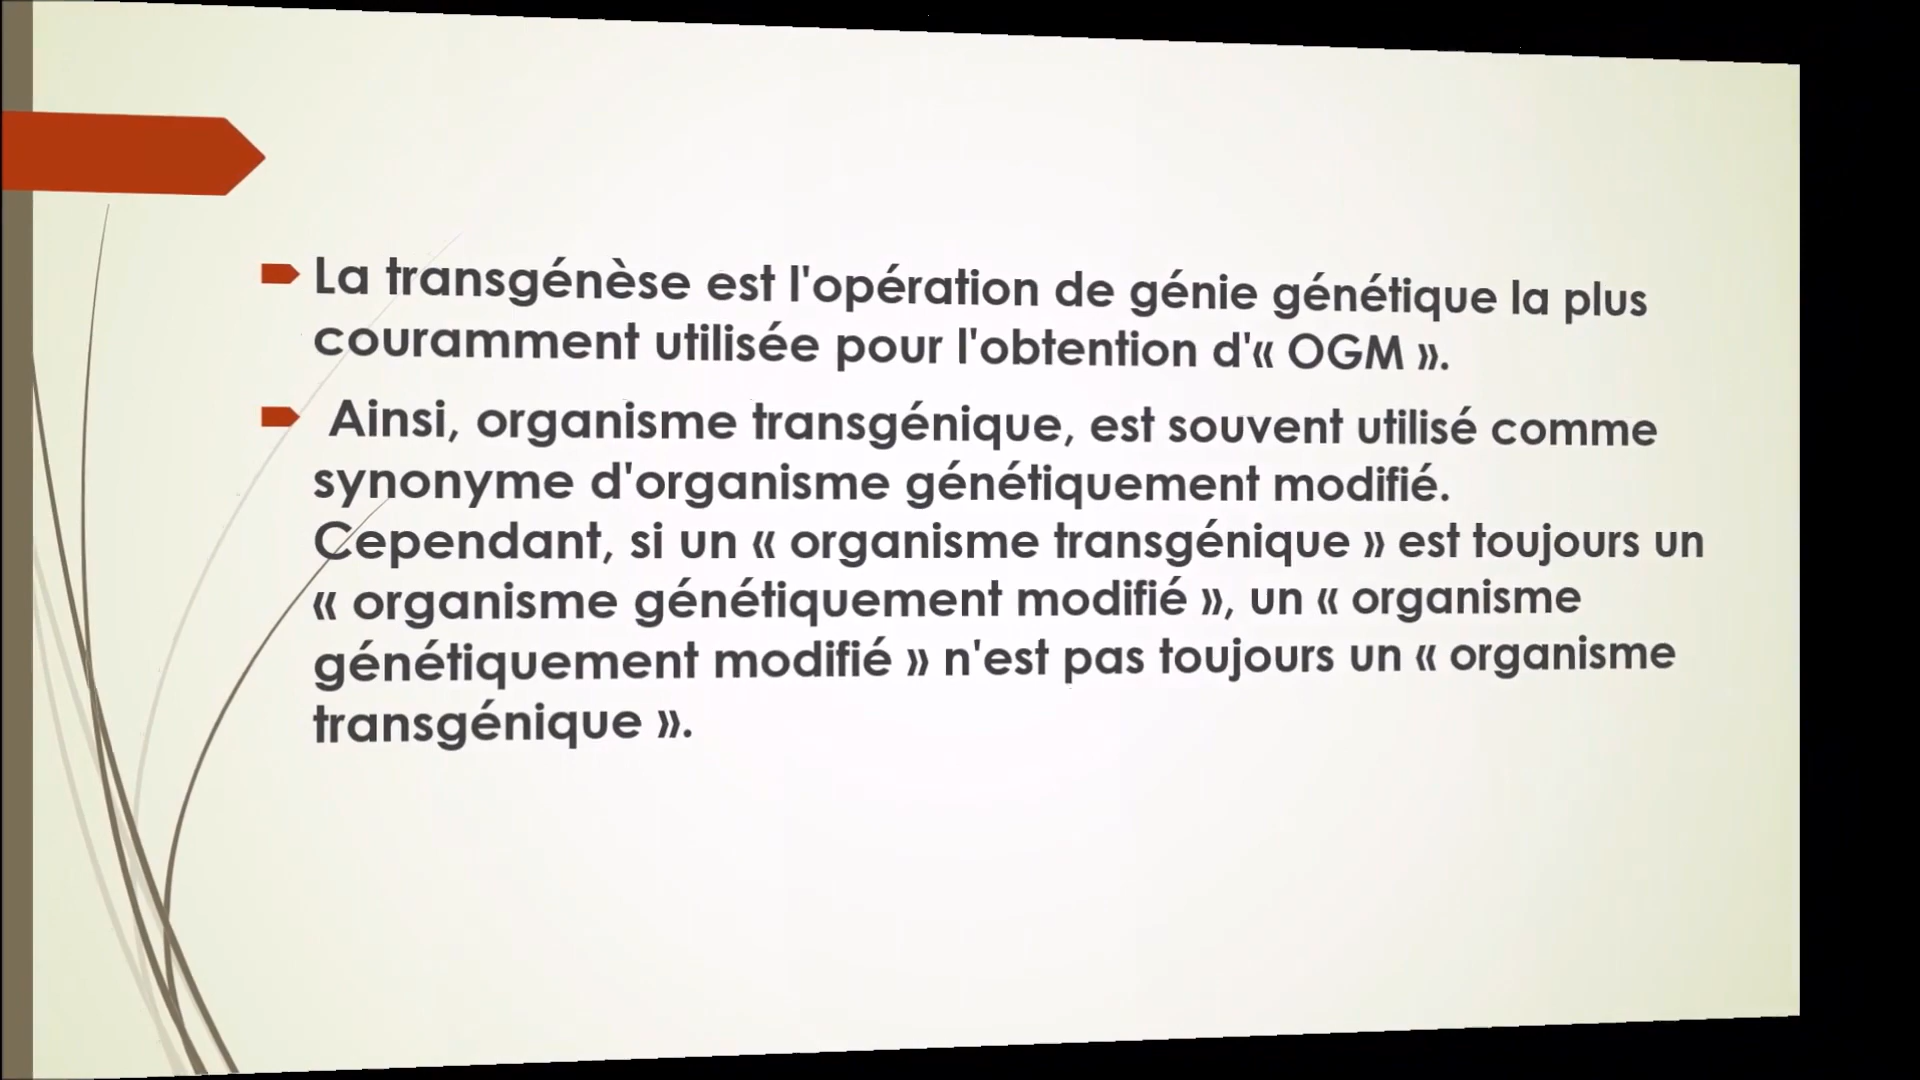 La transgénèse est l'opération de génie génétique la plus
couramment utilisée pour l'obtention d'« OGM ».
Ainsi, organisme transgénique, est souvent utilisé comme
synonyme d'organisme génétiquement modifié.
Cependant, si un « organisme transgénique » est toujours un
« organisme génétiquement modifié », un « organisme
génétiquement modifié » n'est pas toujours un « organisme
transgénique ».